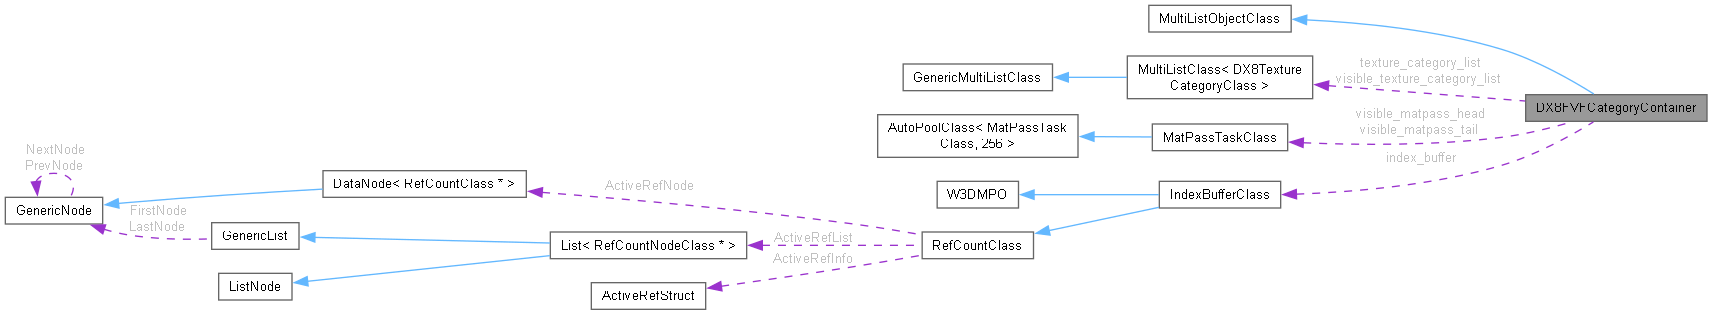 MultiListObjectClass
GenericMultiListClass
MultiListClass< DX8Texture
CategoryClass >
texture_category_list
visible_texture_category_list
DX8FVFCategoryContainer
AutoPoolClass< MatPassTask
Class, 256 >
MatPassTaskClass
visible_matpass_head
visible_matpass_tail
index_buffer
NextNode
PrevNode
DataNode< RefCountClass * >
ActiveRefNode
W3DMPO
IndexBufferClass
GenericNode
FirstNode
LastNode
GenericList
List< RefCountNodeClass * >
ActiveRefList
RefCountClass
ActiveRefInfo
ListNode
ActiveRefStruct